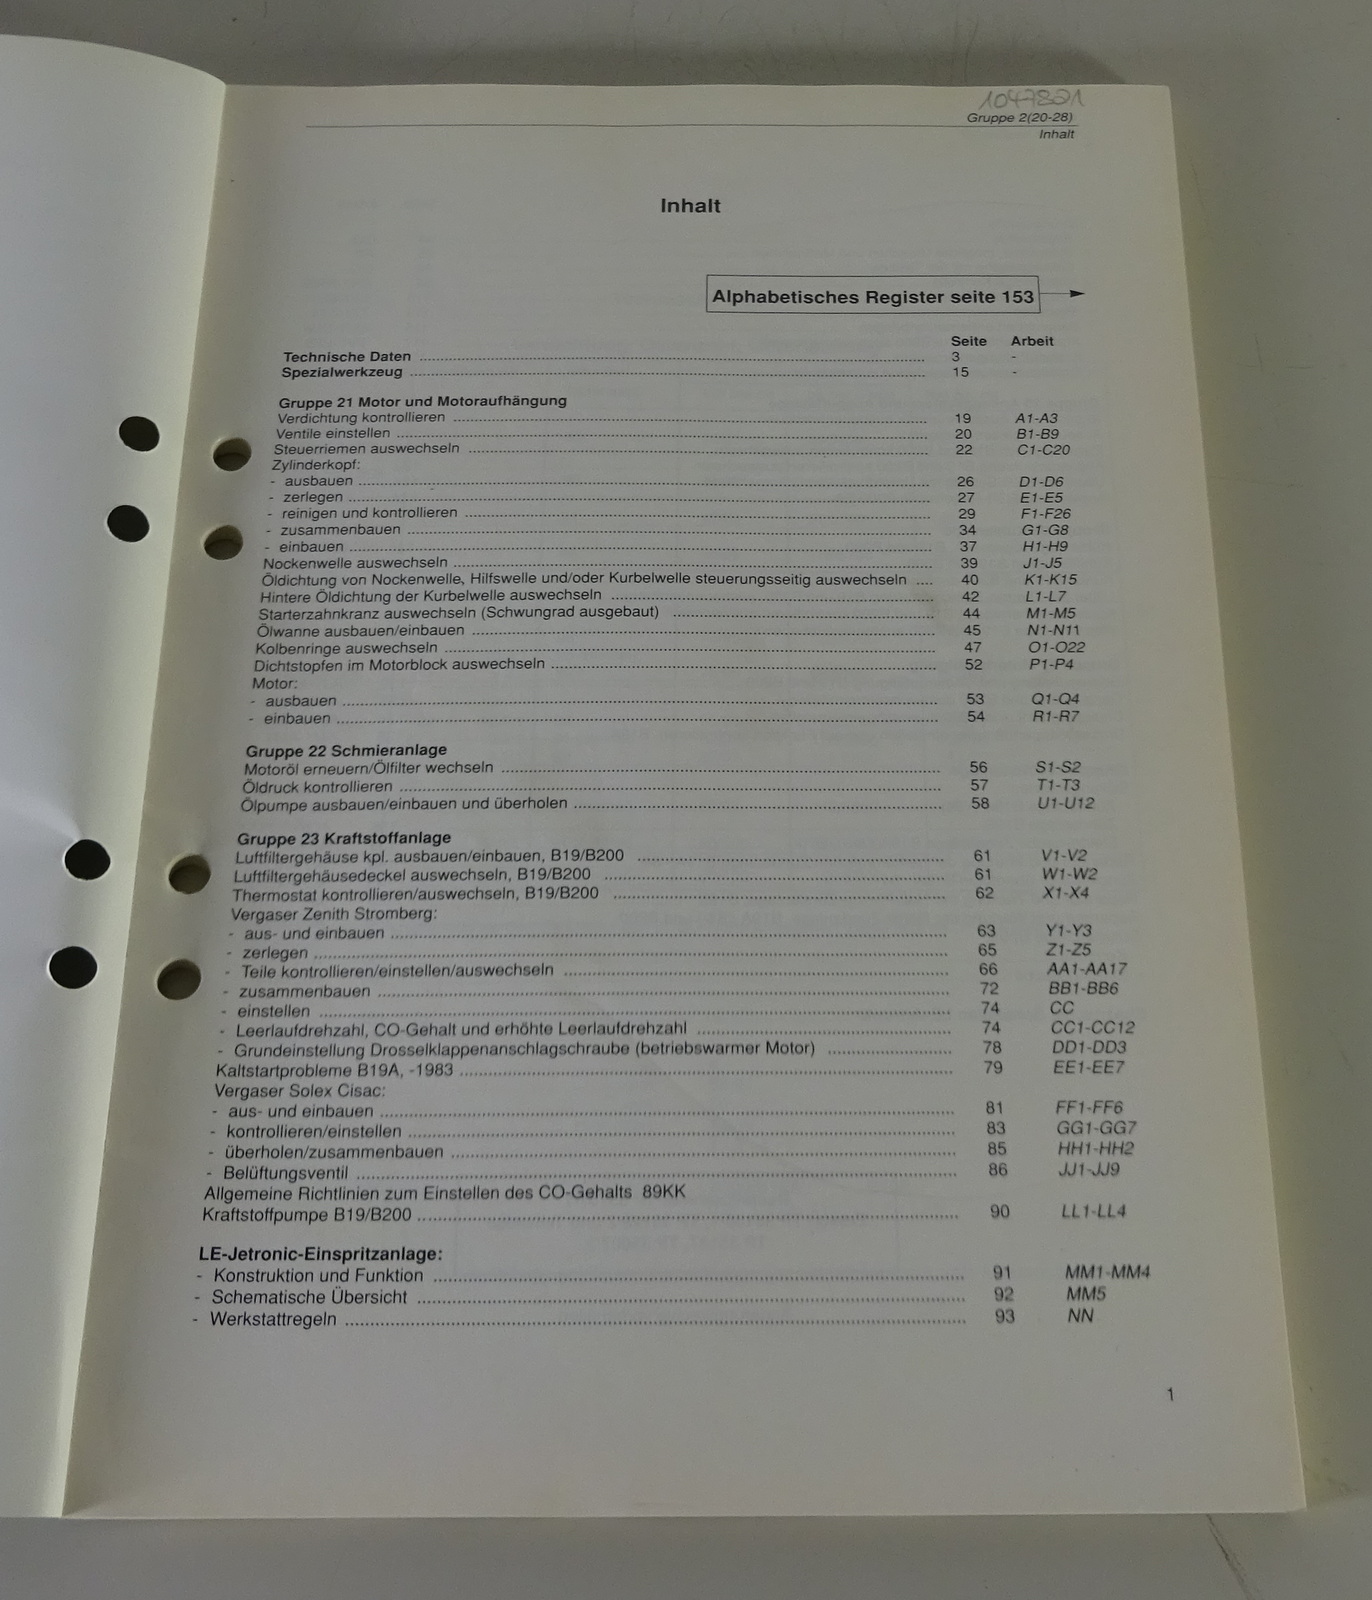 1047821
Gruppe 2(20-28)
Inhalt
Inhalt
Alphabetisches Register seite 153
Seite Arbeit
Technische Daten 3 -
Spezialwerkzeug 15 -
Gruppe 21 Motor und Motoraufhängung
Verdichtung kontrollieren 19 A1-A3
Ventile einstellen 20 B1-B9
Steuerriemen auswechseln 22 C1-C20
Zylinderkopf:
- ausbauen 26 D1-D6
- zerlegen 27 E1-E5
- reinigen und kontrollieren 29 F1-F26
- zusammenbauen 34 G1-G8
- einbauen 37 H1-H9
Nockenwelle auswechseln 39 J1-J5
Öldichtung von Nockenwelle, Hilfswelle und/oder Kurbelwelle steuerungsseitig auswechseln 40 K1-K15
Hintere Öldichtung der Kurbelwelle auswechseln 42 L1-L7
Starterzahnkranz auswechseln (Schwungrad ausgebaut) 44 M1-M5
Ölwanne ausbauen/einbauen 45 N1-N11
Kolbenringe auswechseln 47 O1-O22
Dichtstopfen im Motorblock auswechseln 52 P1-P4
Motor:
- ausbauen 53 Q1-Q4
- einbauen 54 R1-R7
Gruppe 22 Schmieranlage
Motoröl erneuern/Ölfilter wechseln 56 S1-S2
Öldruck kontrollieren 57 T1-T3
Ölpumpe ausbauen/einbauen und überholen 58 U1-U12
Gruppe 23 Kraftstoffanlage
Luftfiltergehäuse kpl. ausbauen/einbauen, B19/B200 61 V1-V2
Luftfiltergehäusedeckel auswechseln, B19/B200 61 W1-W2
Thermostat kontrollieren/auswechseln, B19/B200 62 X1-X4
Vergaser Zenith Stromberg:
- aus- und einbauen 63 Y1-Y3
- zerlegen 65 Z1-Z5
- Teile kontrollieren/einstellen/auswechseln 66 AA1-AA17
- zusammenbauen 72 BB1-BB6
- einstellen 74 CC
- Leerlaufdrehzahl, CO-Gehalt und erhöhte Leerlaufdrehzahl 74 CC1-CC12
- Grundeinstellung Drosselklappenanschlagschraube (betriebswarmer Motor) 78 DD1-DD3
Kaltstartprobleme B19A, -1983 79 EE1-EE7
Vergaser Solex Cisac:
- aus- und einbauen 81 FF1-FF6
- kontrollieren/einstellen 83 GG1-GG7
- überholen/zusammenbauen 85 HH1-HH2
- Belüftungsventil 86 JJ1-JJ9
Allgemeine Richtlinien zum Einstellen des CO-Gehalts 89KK
Kraftstoffpumpe B19/B200 90 LL1-LL4
LE-Jetronic-Einspritzanlage:
- Konstruktion und Funktion 91 MM1-MM4
- Schematische Übersicht 92 MM5
- Werkstattregeln 93 NN
1